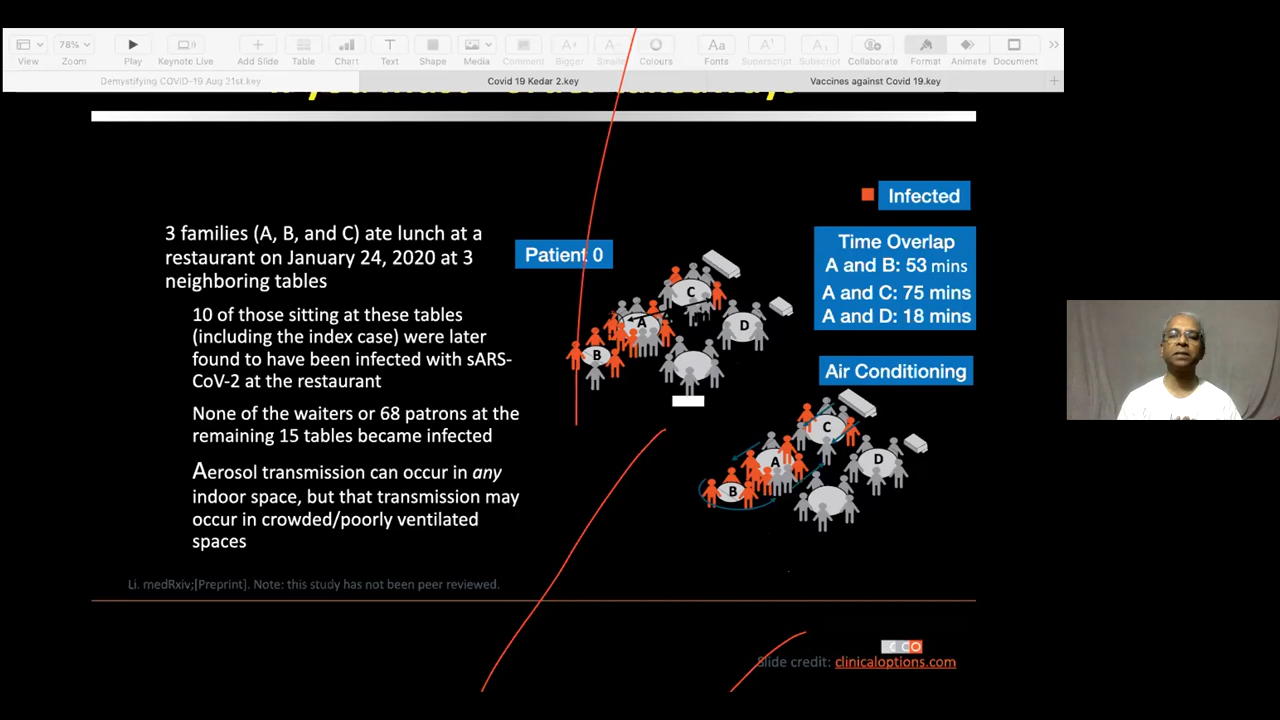 View
Zoom
Play
Keynote Live
Add Slide
Table
Chart
Text
Shape
Media
Comment
Bigger
Smaller
Colours
Fonts
Superscript
Subscript
Collaborate
Format
Animate
Document
78%
Demystifying COVID-19 Aug 21st.key
Covid 19 Kedar 2.key
Vaccines against Covid 19.key
Infected
3 families (A, B, and C) ate lunch at a
restaurant on January 24, 2020 at 3
neighboring tables
Patient 0
Time Overlap
A and B: 53 mins
A and C: 75 mins
A and D: 18 mins
10 of those sitting at these tables
(including the index case) were later
found to have been infected with sARS-
CoV-2 at the restaurant
None of the waiters or 68 patrons at the
remaining 15 tables became infected
Aerosol transmission can occur in any
indoor space, but that transmission may
occur in crowded/poorly ventilated
spaces
C
A
D
B
Air Conditioning
C
A
D
B
Li. medRxiv;[Preprint]. Note: this study has not been peer reviewed.
CCO
Slide credit: clinicaloptions.com